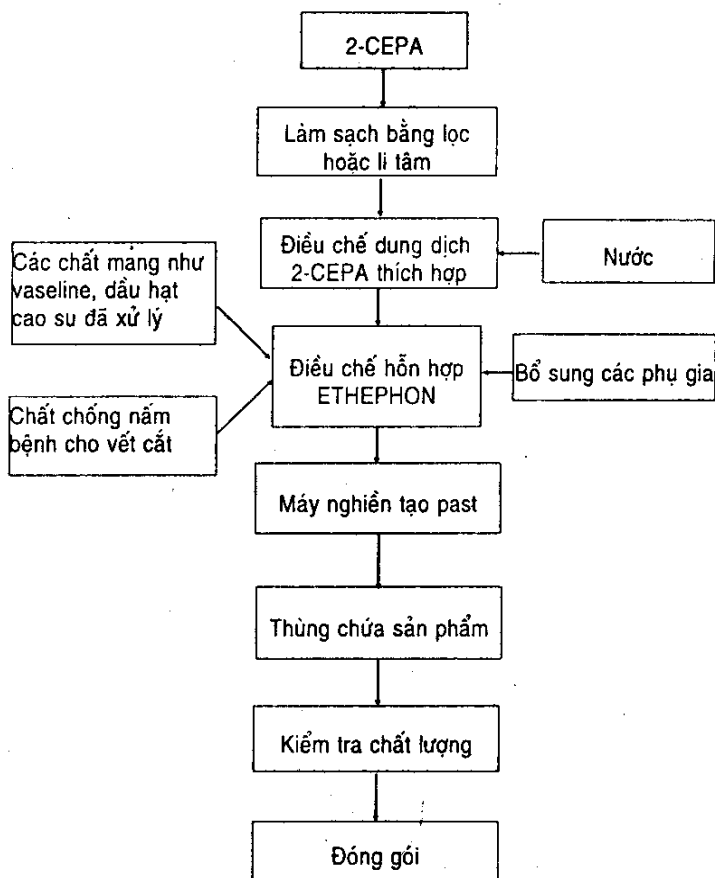 2-CEPA
Làm sạch bằng lọc
hoặc li tâm
Điều chế dung dịch
2-CEPA thích hợp
Nước
Các chất mang như
vaseline, dầu hạt
cao su đã xử lý
Điều chế hỗn hợp
ETHEPHON
Bổ sung các phụ gia
Chất chống nấm
bệnh cho vết cắt
Máy nghiền tạo past
Thùng chứa sản phẩm
Kiểm tra chất lượng
Đóng gói